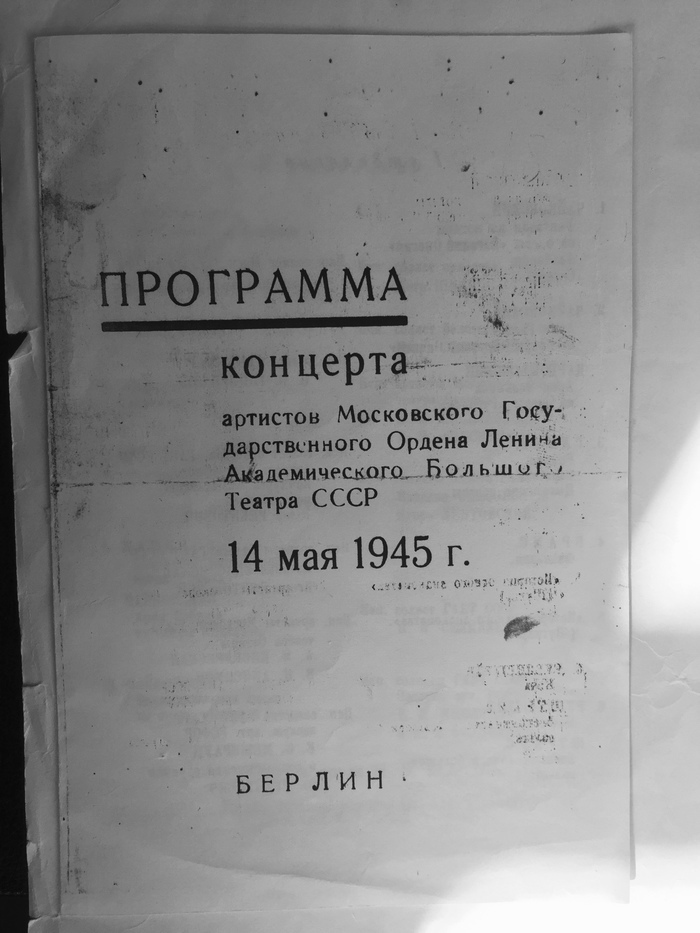 ПРОГРАММА
концерта
артистов Московского Госу-
дарственного Ордена Ленина
Академического Большого
Театра СССР
14 мая 1945 г.
БЕРЛИН